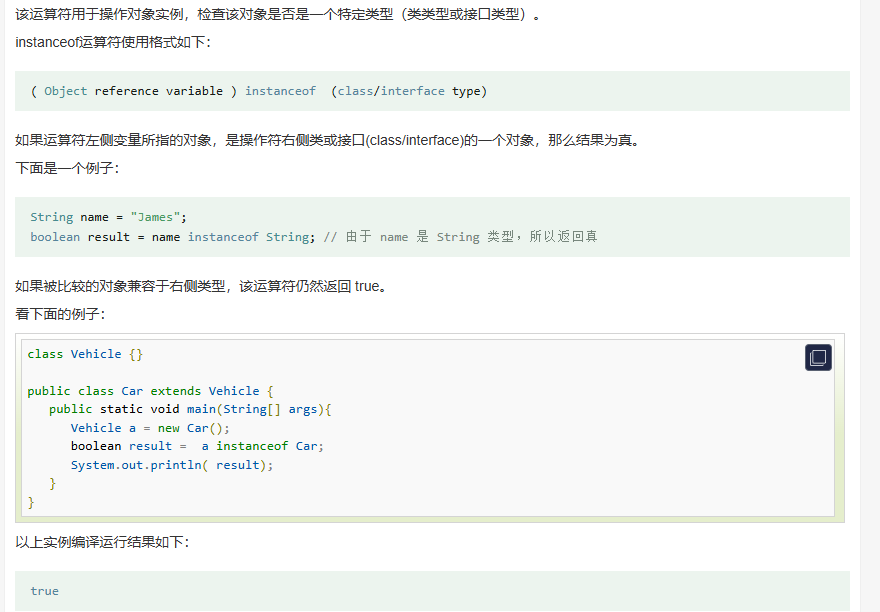 该运算符用于操作对象实例，检查该对象是否是一个特定类型（类类型或接口类型）。
instanceof运算符使用格式如下：
( Object reference variable ) instanceof  (class/interface type)
如果运算符左侧变量所指的对象，是操作符右侧类或接口(class/interface)的一个对象，那么结果为真。
下面是一个例子：
String name = "James";
boolean result = name instanceof String; // 由于 name 是 String 类型，所以返回真
如果被比较的对象兼容于右侧类型，该运算符仍然返回 true。
看下面的例子：
class Vehicle {}
public class Car extends Vehicle {
   public static void main(String[] args){
      Vehicle a = new Car();
      boolean result =  a instanceof Car;
      System.out.println( result);
   }
}
以上实例编译运行结果如下：
true